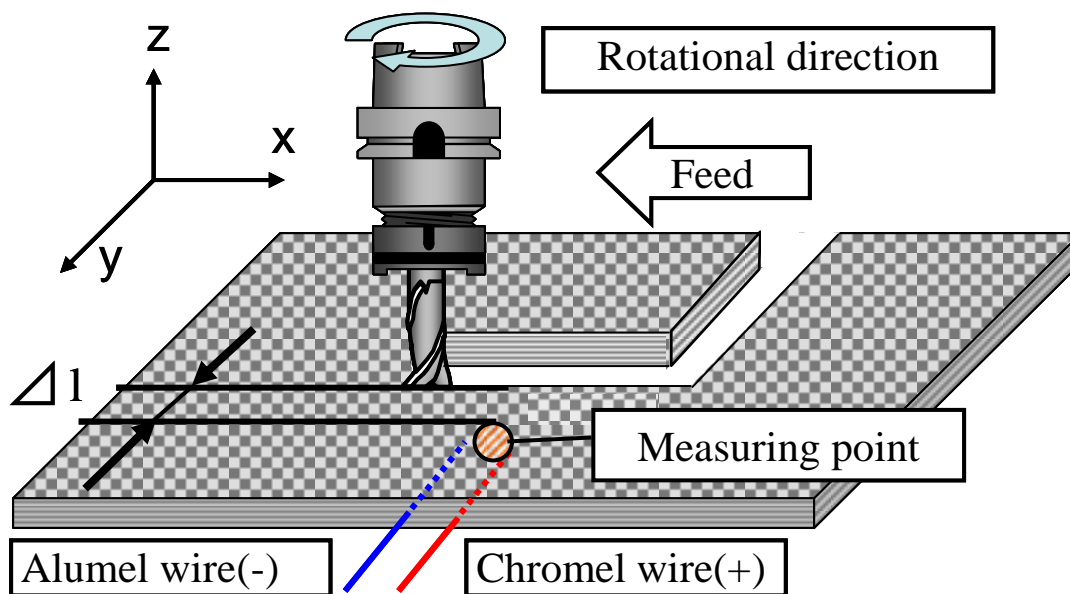 z
Rotational direction
x
Feed
y
⊿l
Measuring point
Alumel wire(-)
Chromel wire(+)